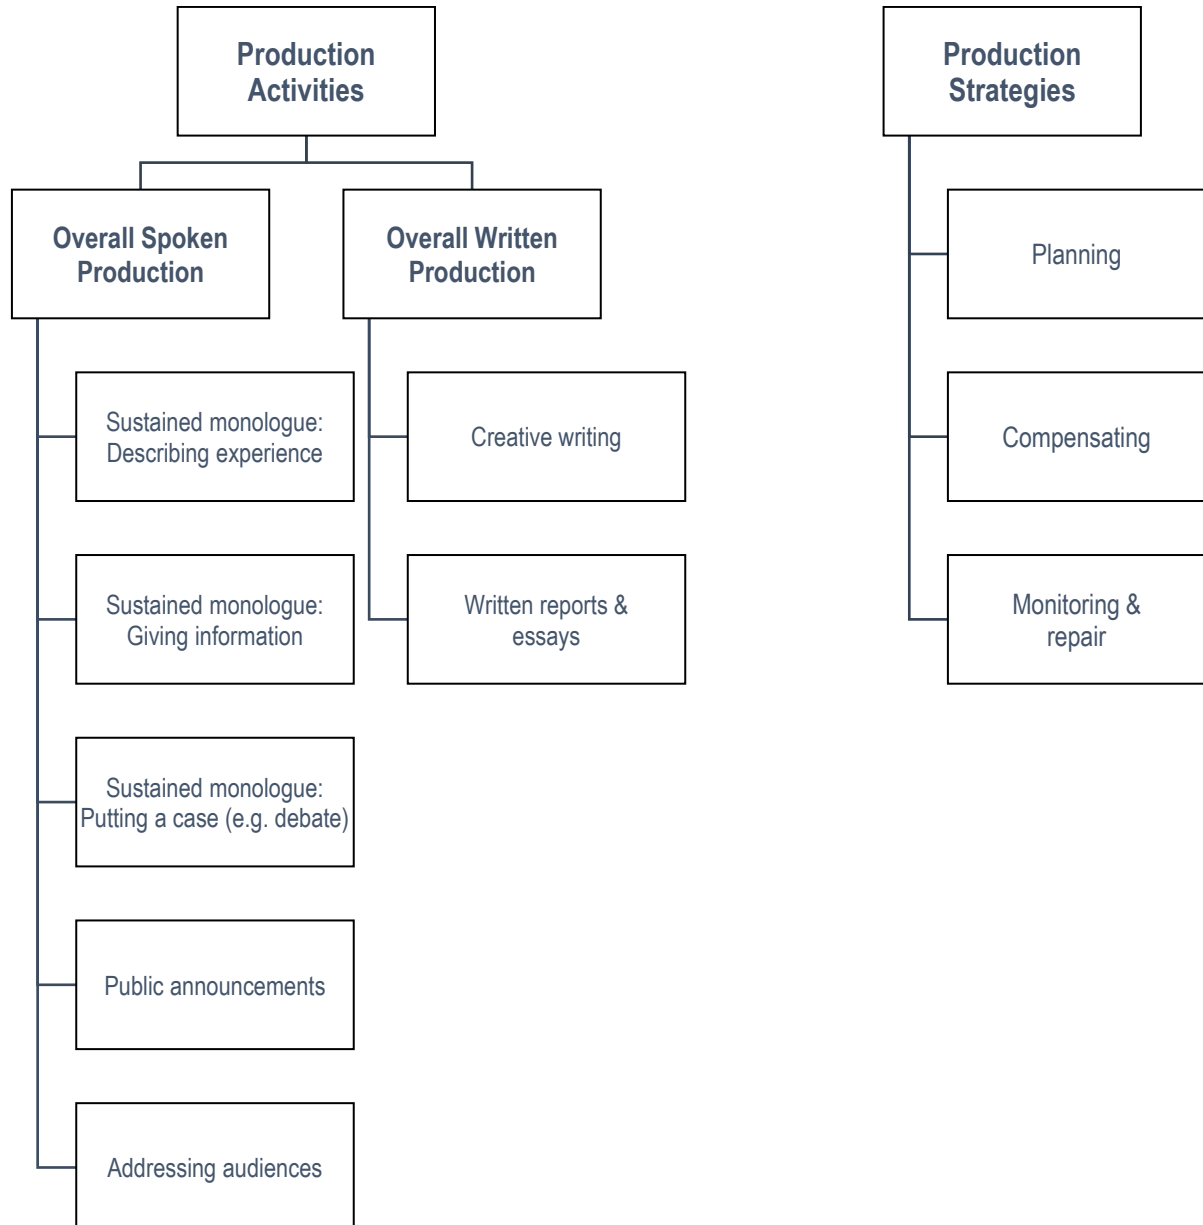 Production
Activities
Production
Strategies
Overall Spoken
Production
Overall Written
Production
Planning
Sustained monologue:
Describing experience
Creative writing
Compensating
Sustained monologue:
Giving information
Written reports &
essays
Monitoring &
repair
Sustained monologue:
Putting a case (e.g. debate)
Public announcements
Addressing audiences